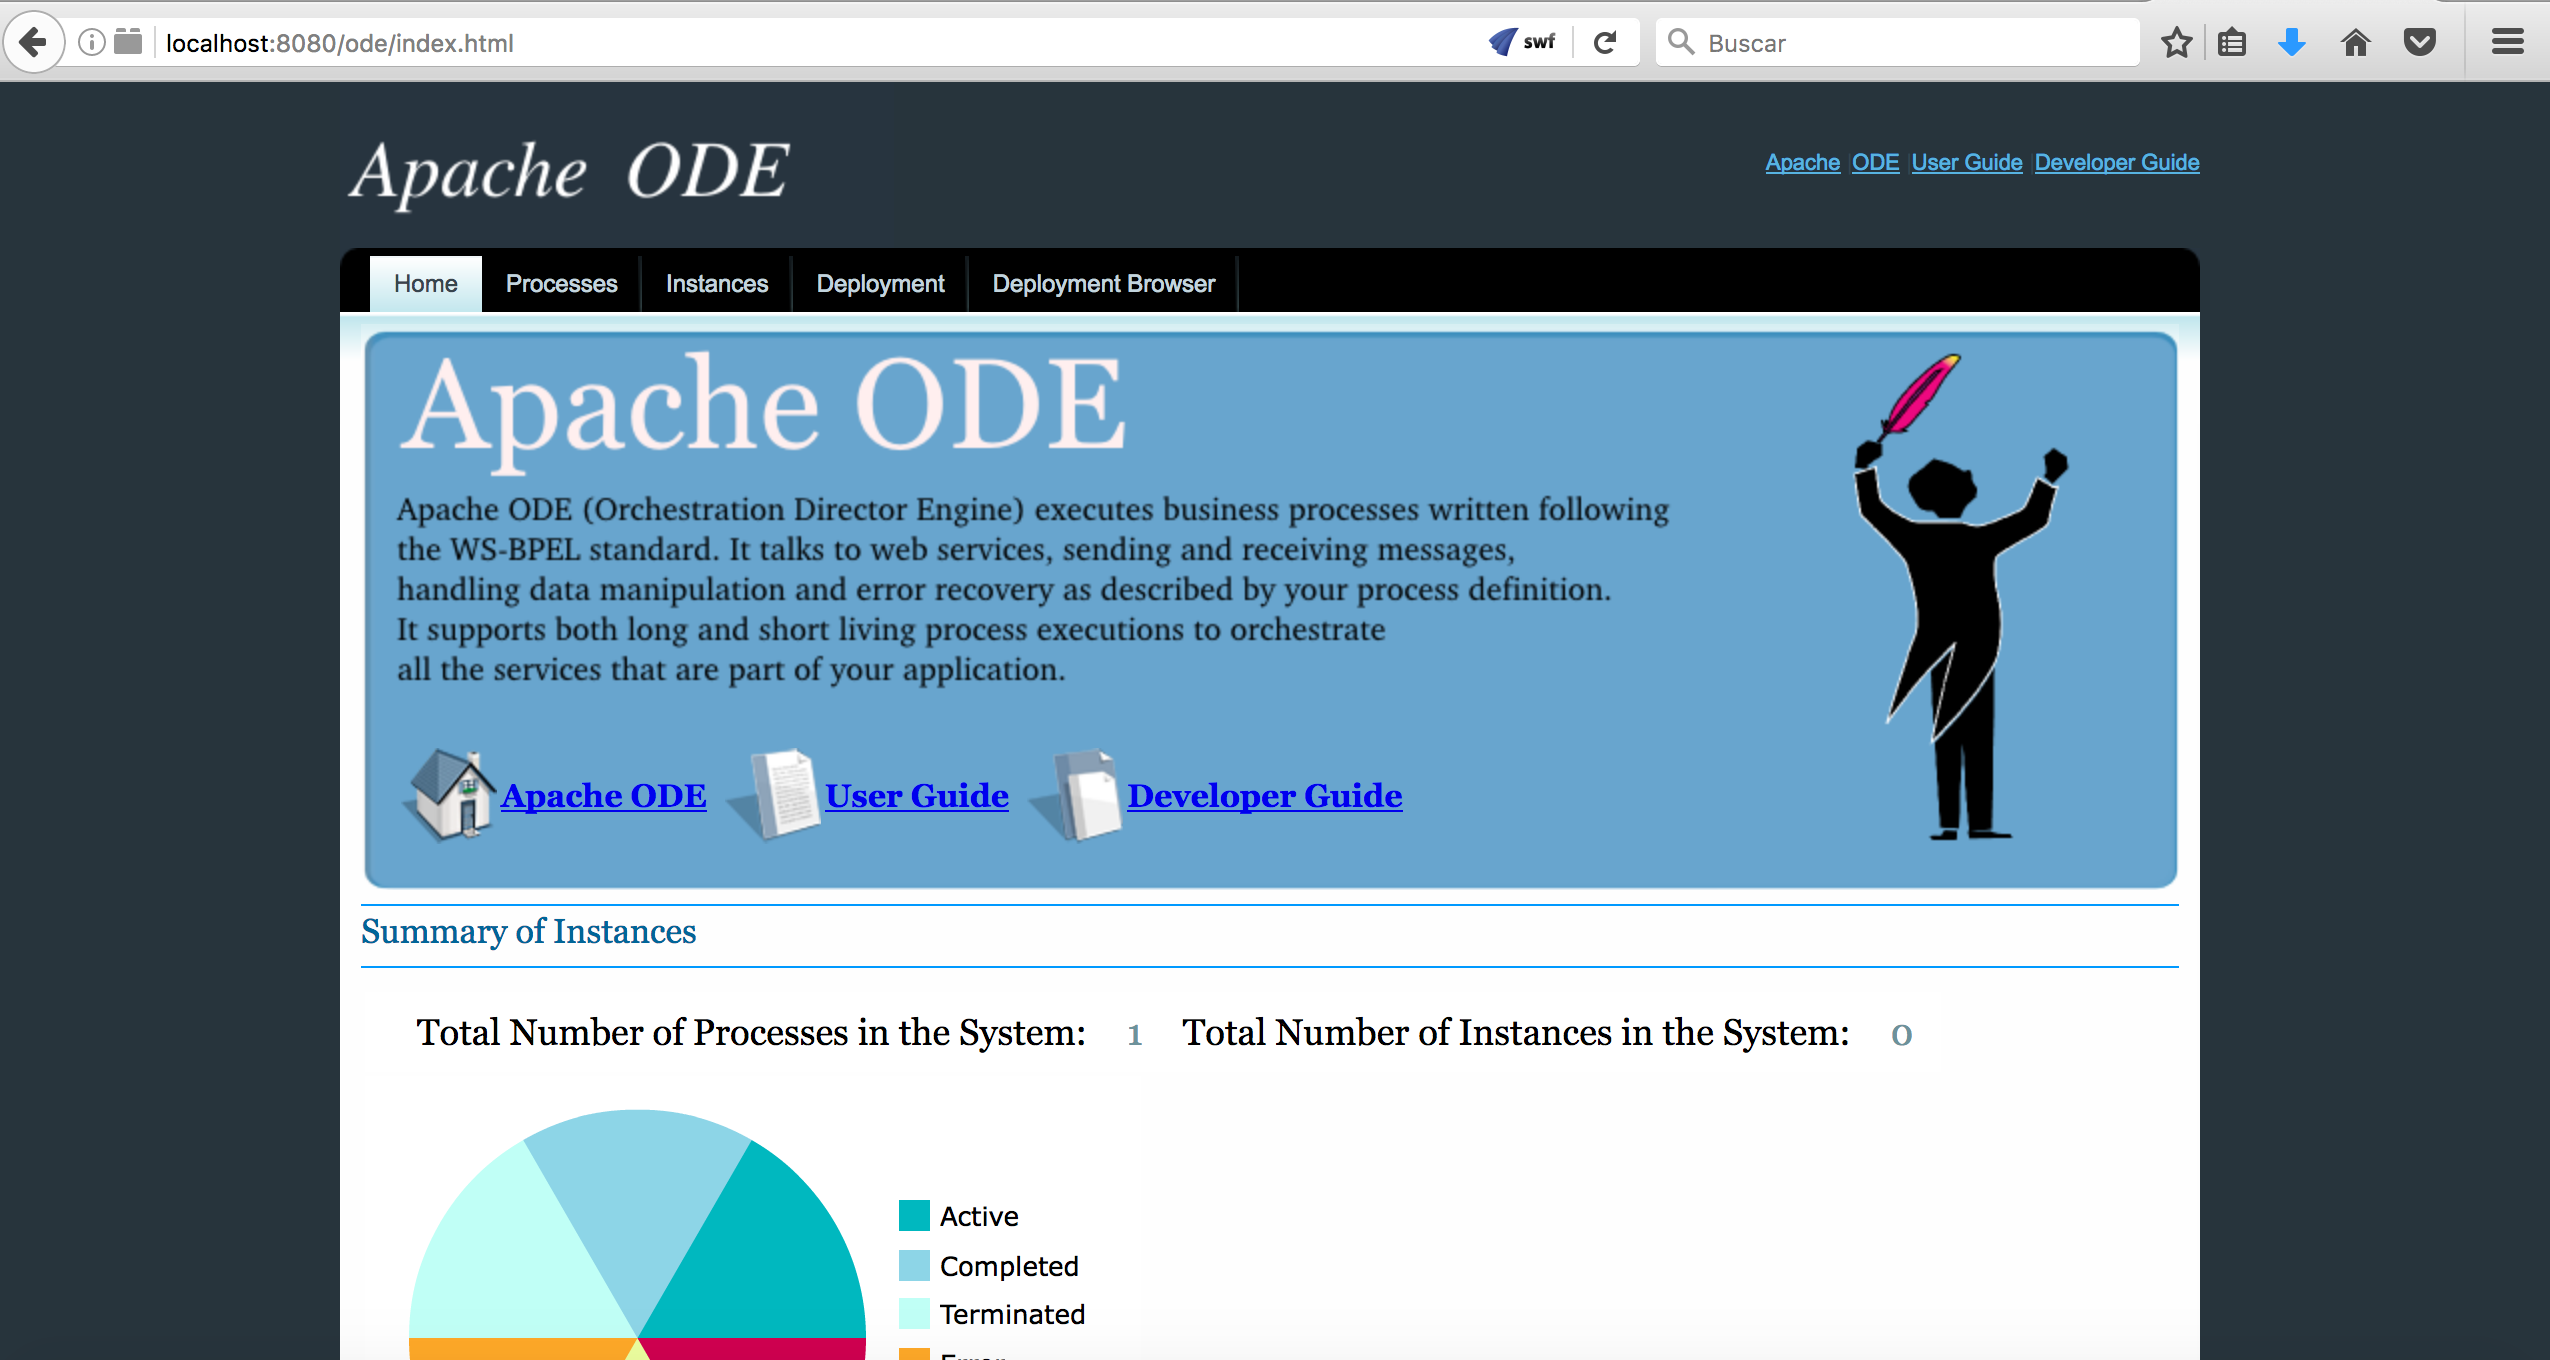 localhost:8080/ode/index.html
swf
Buscar
Apache ODE
Apache ODE User Guide Developer Guide
Home Processes Instances Deployment Deployment Browser
Apache ODE
Apache ODE (Orchestration Director Engine) executes business processes written following
the WS-BPEL standard. It talks to web services, sending and receiving messages,
handling data manipulation and error recovery as described by your process definition.
It supports both long and short living process executions to orchestrate
all the services that are part of your application.
Apache ODE User Guide Developer Guide
Summary of Instances
Total Number of Processes in the System: 1 Total Number of Instances in the System: 0
Active
Completed
Terminated